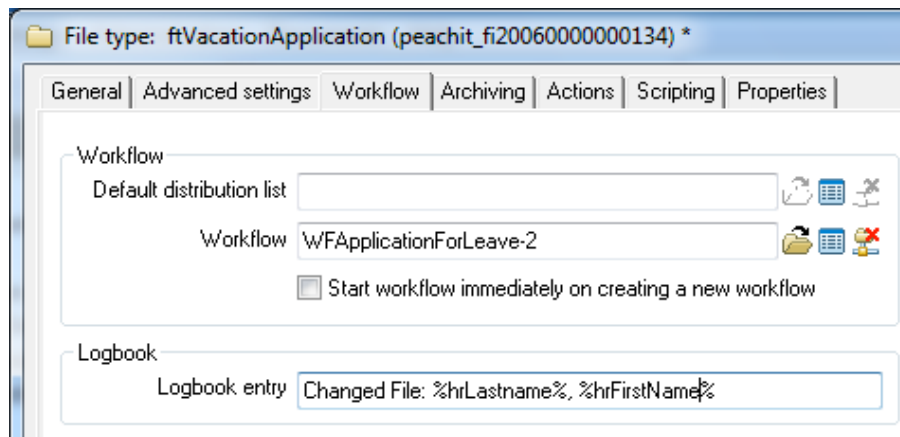 File type: ftVacationApplication (peachit_fi20060000000134) *
General Advanced settings Workflow Archiving Actions Scripting Properties
Workflow
Default distribution list
Workflow WFApplicationForLeave-2
Start workflow immediately on creating a new workflow
Logbook
Logbook entry Changed File: %hrLastname%, %hrFirstName%